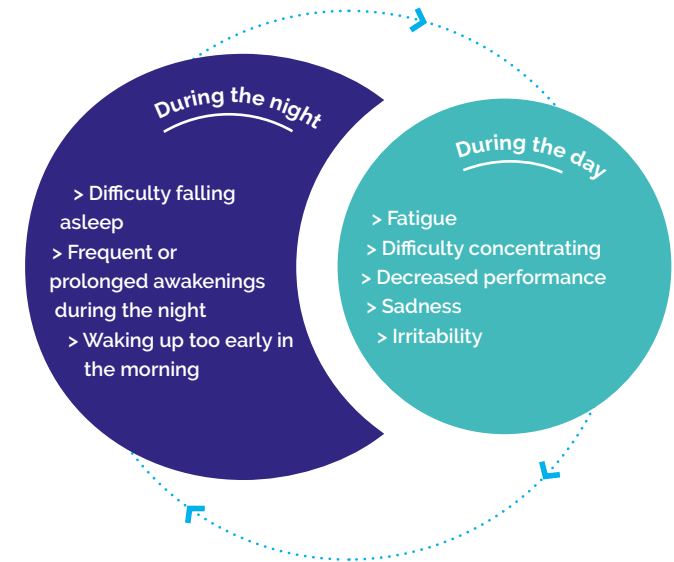 During the night
> Difficulty falling
asleep
> Frequent or
prolonged awakenings
during the night
> Waking up too early in
the morning
During the day
> Fatigue
> Difficulty concentrating
> Decreased performance
> Sadness
> Irritability